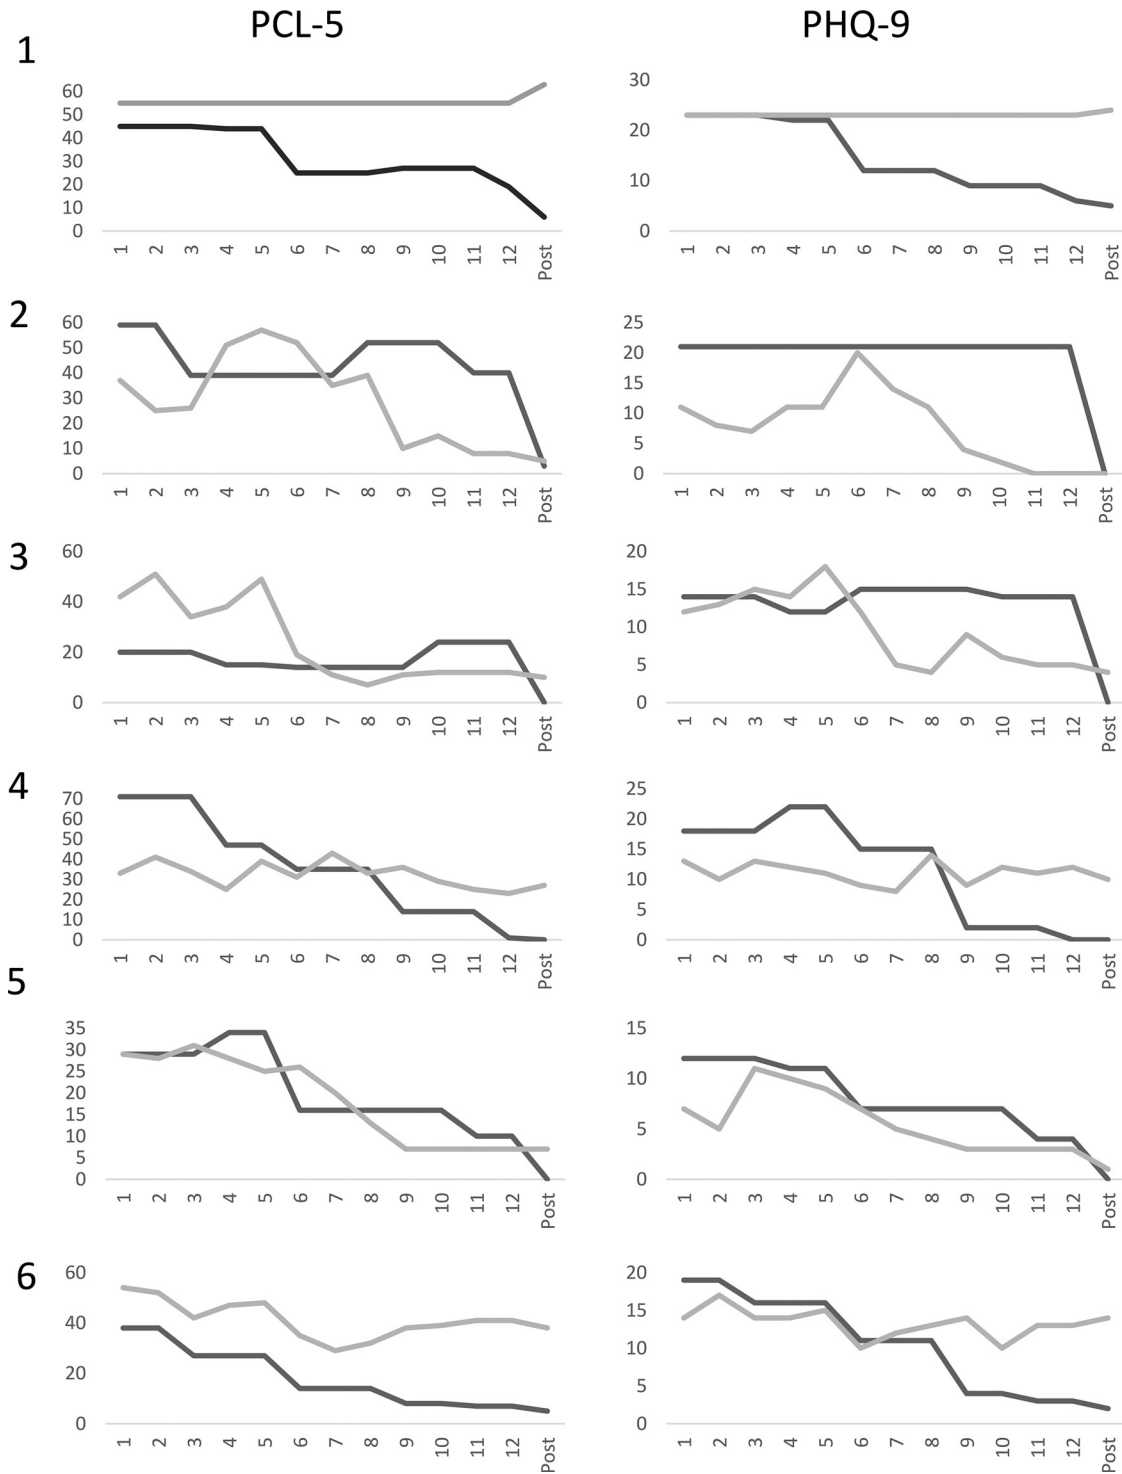 PCL-5 PHQ-9
1
60 50 40 30 20 10 0
1 2 3 4 5 6 7 8 9 10 11 12 Post
30 20 10 0
1 2 3 4 5 6 7 8 9 10 11 12 Post
2
60 50 40 30 20 10 0
1 2 3 4 5 6 7 8 9 10 11 12 Post
25 20 15 10 5 0
1 2 3 4 5 6 7 8 9 10 11 12 Post
3
60 40 20 0
1 2 3 4 5 6 7 8 9 10 11 12 Post
20 15 10 5 0
1 2 3 4 5 6 7 8 9 10 11 12 Post
4
70 60 50 40 30 20 10 0
1 2 3 4 5 6 7 8 9 10 11 12 Post
25 20 15 10 5 0
1 2 3 4 5 6 7 8 9 10 11 12 Post
5
35 30 25 20 15 10 5 0
1 2 3 4 5 6 7 8 9 10 11 12 Post
15 10 5 0
1 2 3 4 5 6 7 8 9 10 11 12 Post
6
60 40 20 0
1 2 3 4 5 6 7 8 9 10 11 12 Post
20 15 10 5 0
1 2 3 4 5 6 7 8 9 10 11 12 Post